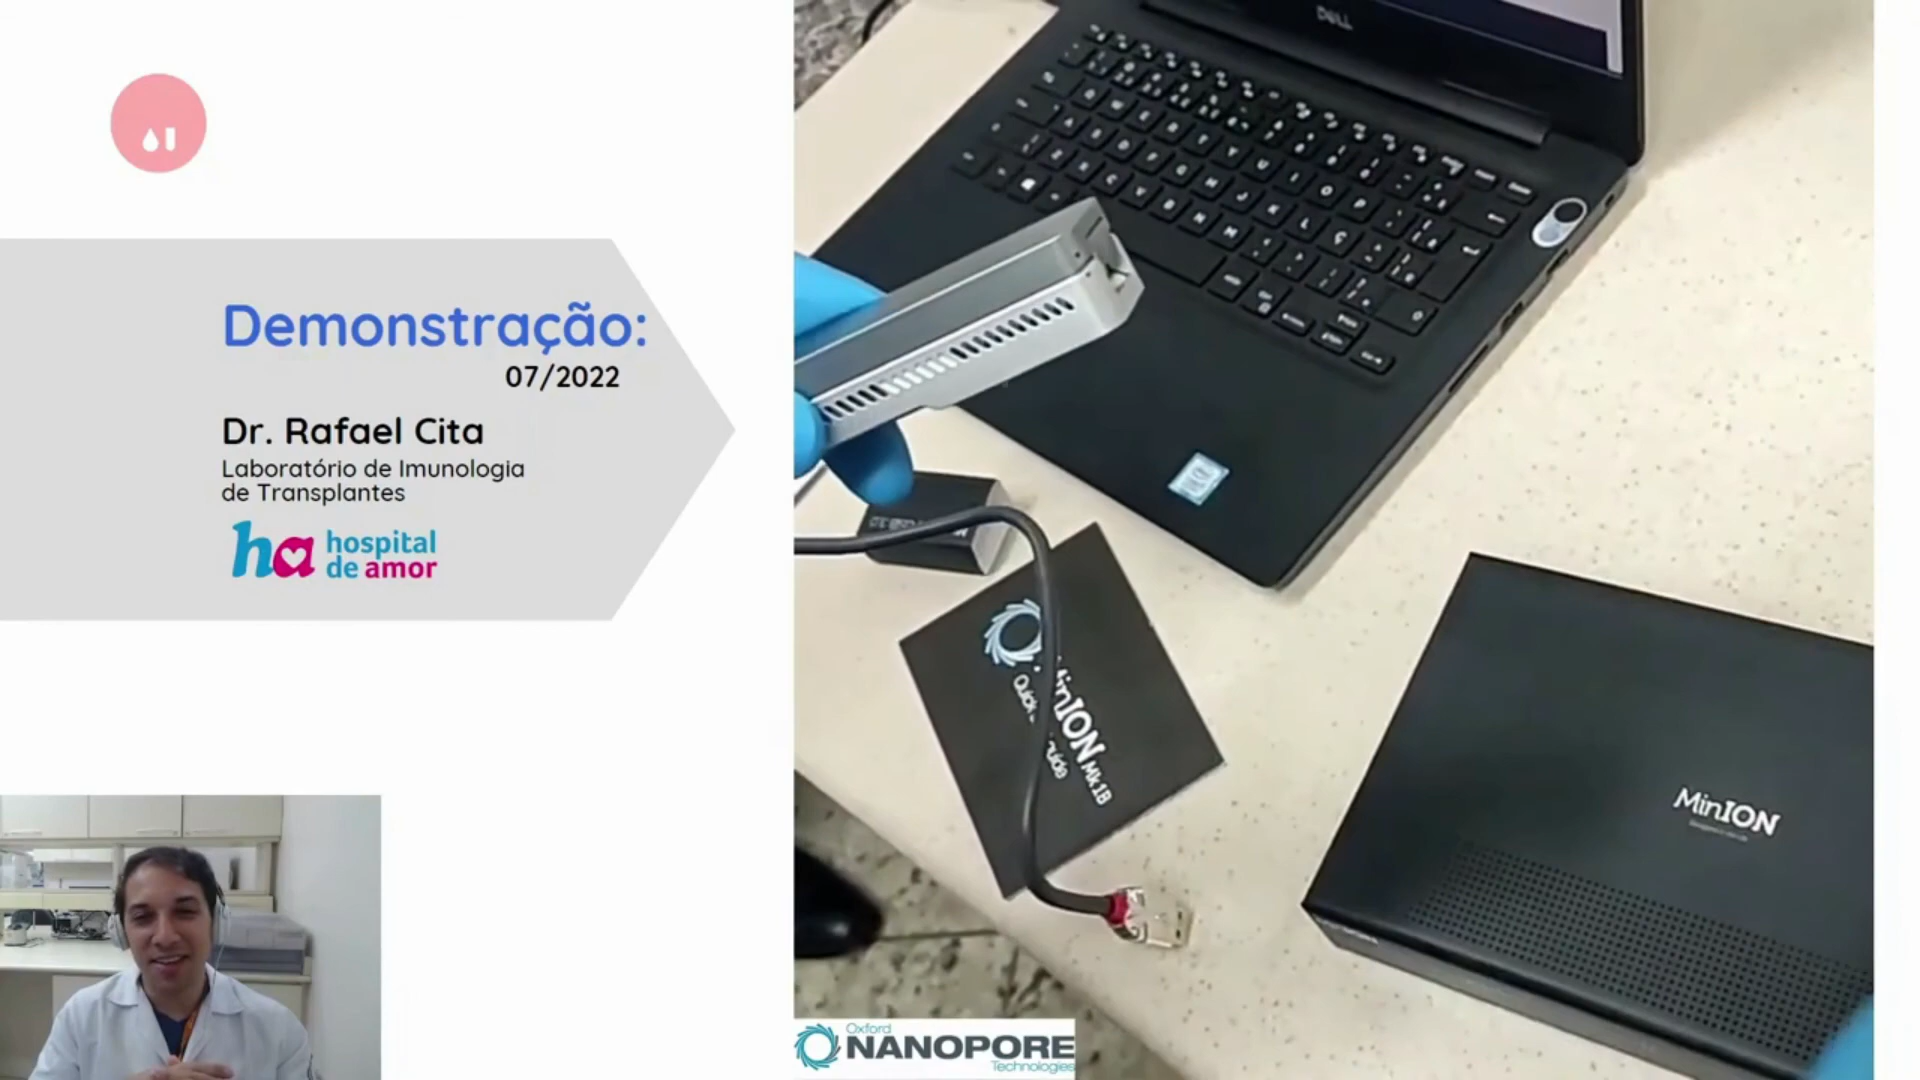 Demonstração:
07/2022
Dr. Rafael Cita
Laboratório de Imunologia
de Transplantes
ha hospital
de amor
DELL
MinION Mk1B
MinION
Oxford
NANOPORE
Technologies